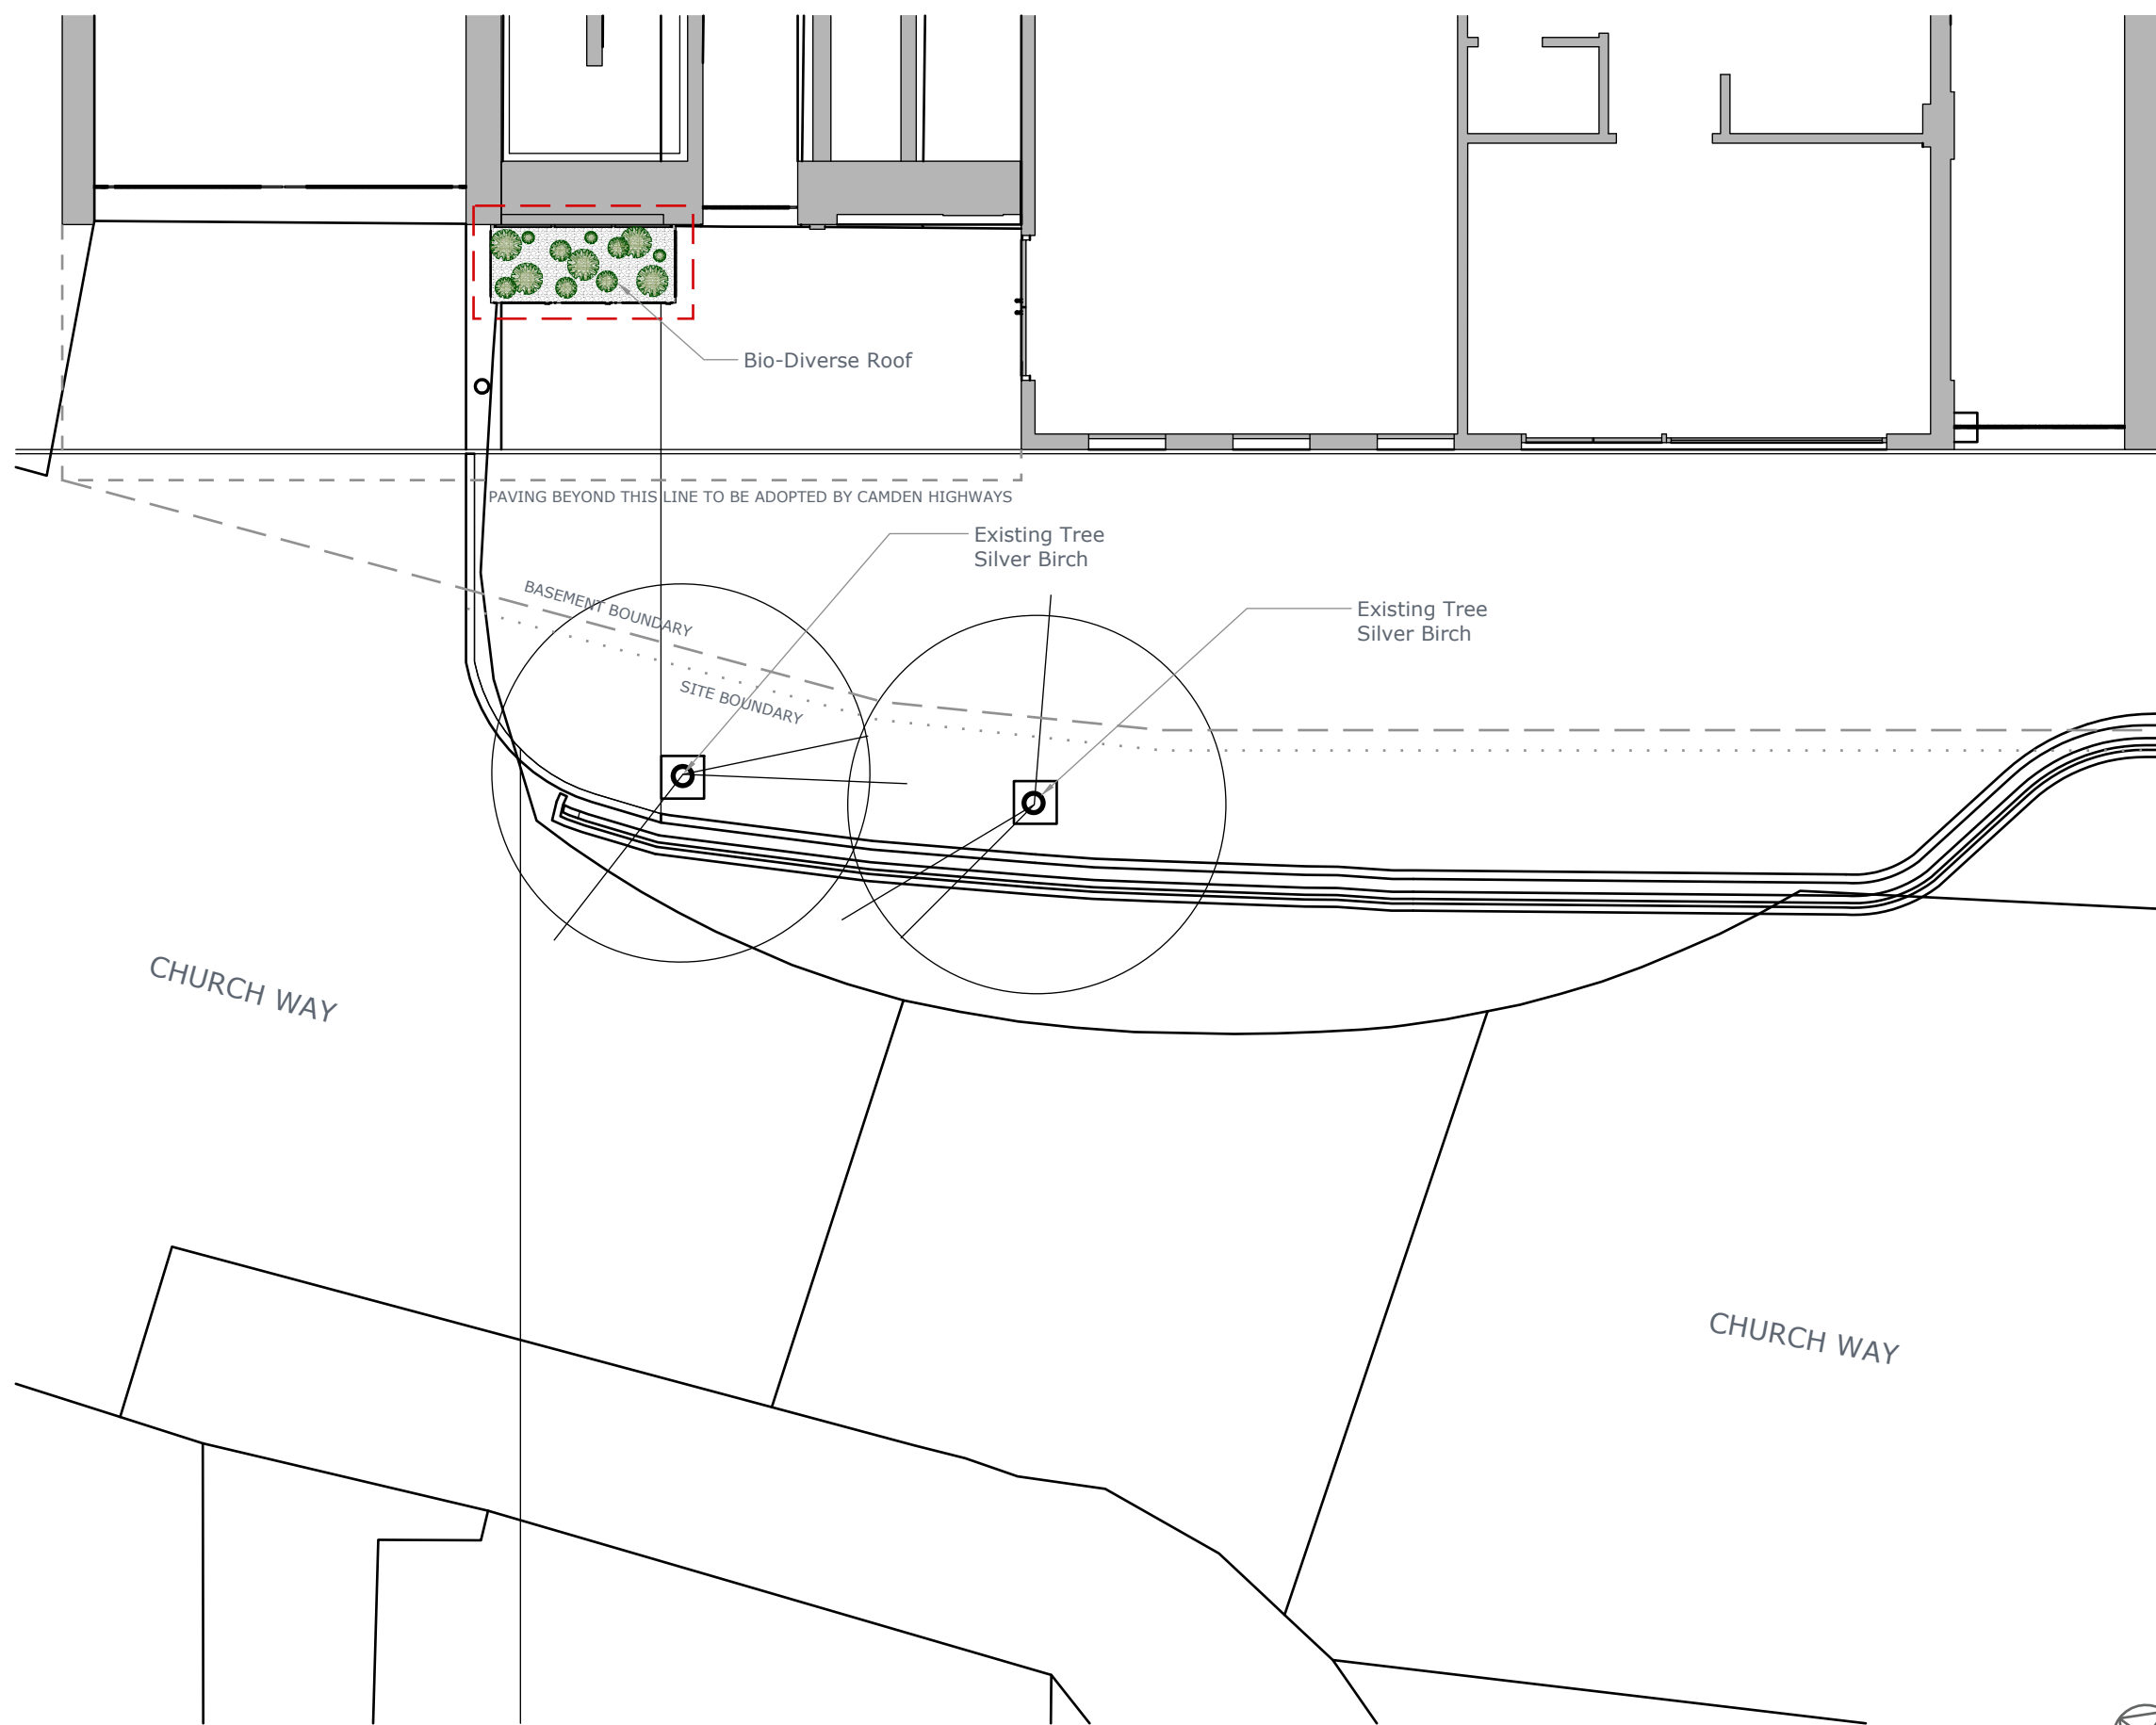 Bio-Diverse Roof
PAVING BEYOND THIS LINE TO BE ADOPTED BY CAMDEN HIGHWAYS
Existing Tree
Silver Birch
BASEMENT BOUNDARY
Existing Tree
Silver Birch
SITE BOUNDARY
CHURCH WAY
CHURCH WAY